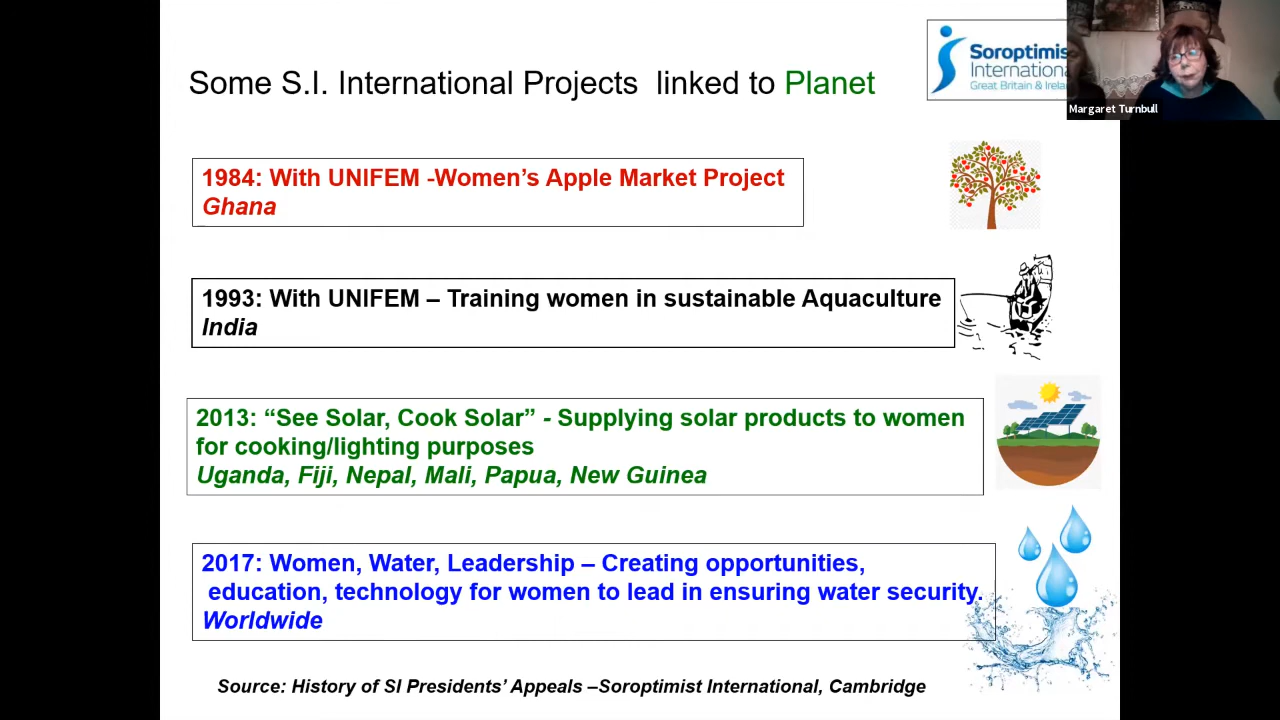 Some S.I. International Projects linked to Planet
Soroptimis
Internationa
Great Britain & Irela
Margaret Turnbull
1984: With UNIFEM -Women’s Apple Market Project
Ghana
1993: With UNIFEM – Training women in sustainable Aquaculture
India
2013: “See Solar, Cook Solar” - Supplying solar products to women
for cooking/lighting purposes
Uganda, Fiji, Nepal, Mali, Papua, New Guinea
2017: Women, Water, Leadership – Creating opportunities,
education, technology for women to lead in ensuring water security.
Worldwide
Source: History of SI Presidents’ Appeals –Soroptimist International, Cambridge